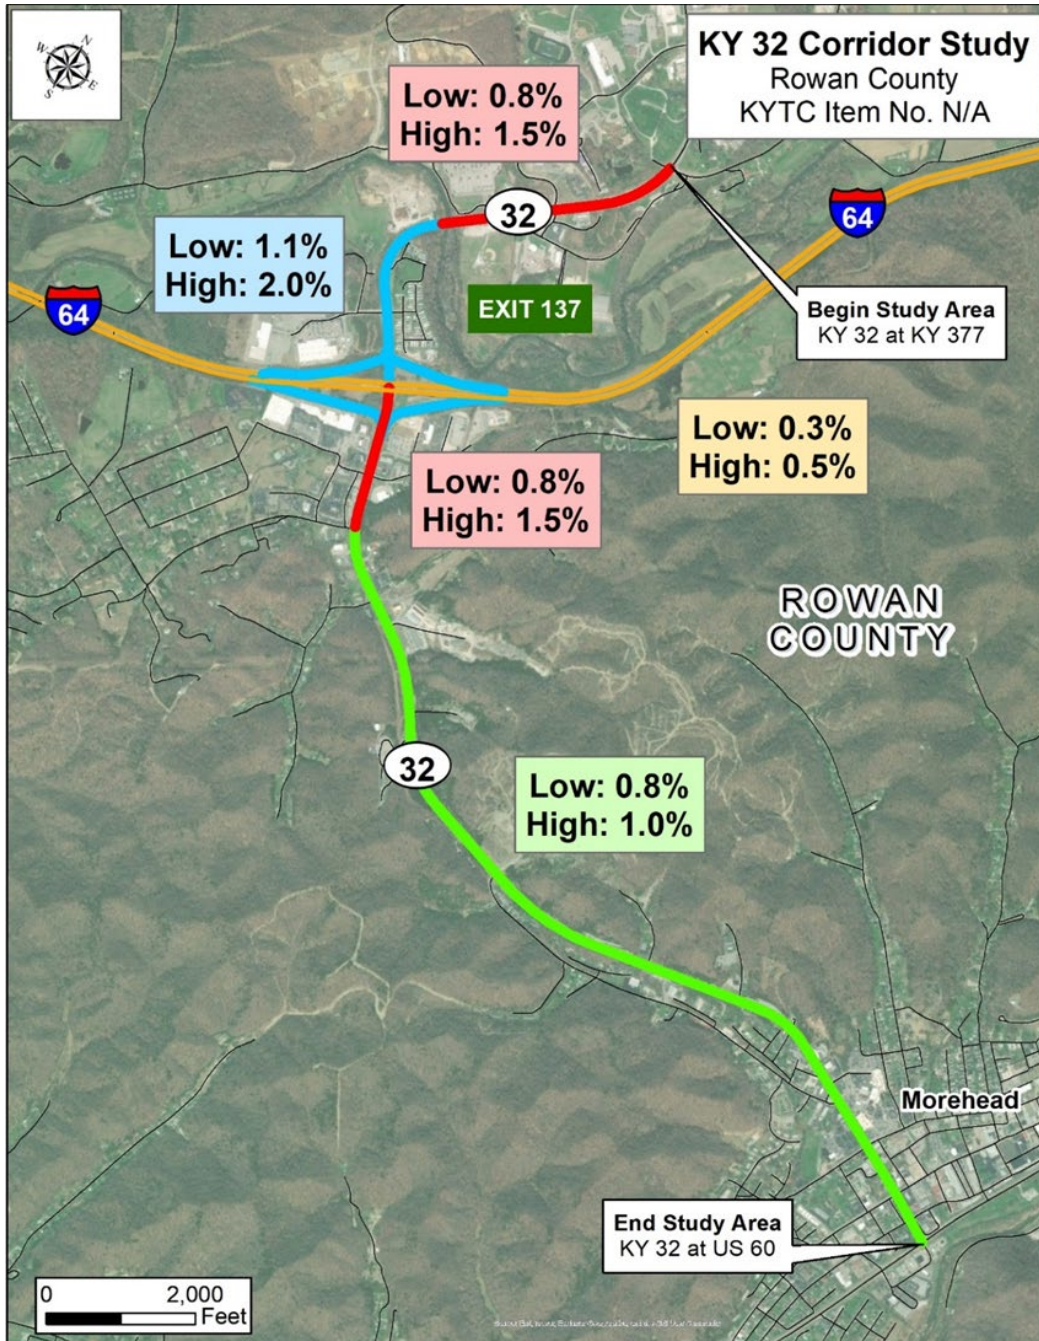 KY 32 Corridor Study
Rowan County
KYTC Item No. N/A
N
W
E
S
Low: 0.8%
High: 1.5%
32
64
Low: 1.1%
High: 2.0%
64
EXIT 137
Begin Study Area
KY 32 at KY 377
Low: 0.3%
High: 0.5%
Low: 0.8%
High: 1.5%
ROWAN
COUNTY
32
Low: 0.8%
High: 1.0%
Morehead
End Study Area
KY 32 at US 60
0 2,000
Feet